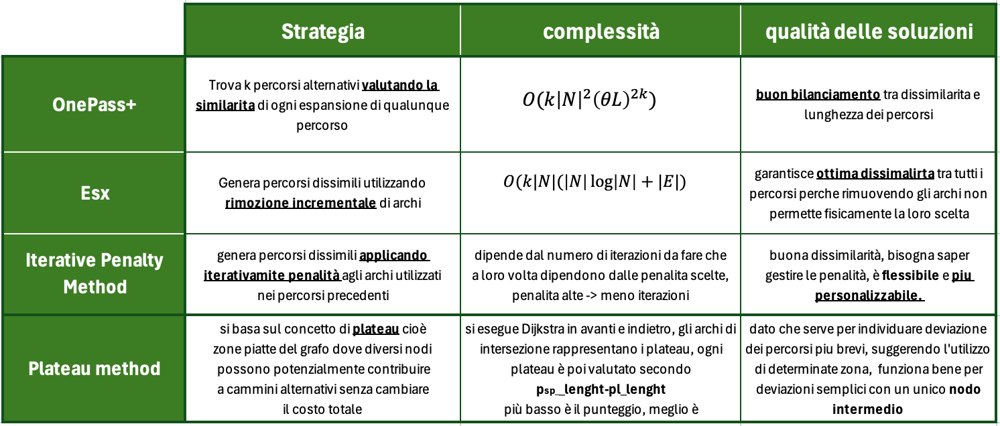 Strategia
complessità
qualità delle soluzioni
OnePass+
Trova k percorsi alternativi valutando la
similarita di ogni espansione di qualunque
percorso
O(k|N|²(θL)²ᵏ)
buon bilanciamento tra dissimilarita e
lunghezza dei percorsi
Esx
Genera percorsi dissimili utilizzando
rimozione incrementale di archi
O(k|N|(|N| log|N| + |E|)
garantisce ottima dissimalirta tra tutti i
percorsi perche rimuovendo gli archi non
permette fisicamente la loro scelta
Iterative Penalty
Method
genera percorsi dissimili applicando
iterativamite penalità agli archi utilizzati
nei percorsi precedenti
dipende dal numero di iterazioni da fare che
a loro volta dipendono dalle penalita scelte,
penalita alte -> meno iterazioni
buona dissimilarità, bisogna saper
gestire le penalità, è flessibile e piu
personalizzabile.
Plateau method
si basa sul concetto di plateau cioè
zone piatte del grafo dove diversi nodi
possono potenzialmente contribuire
a cammini alternativi senza cambiare
il costo totale
si esegue Dijkstra in avanti e indietro, gli archi di
intersezione rappresentano i plateau, ogni
plateau è poi valutato secondo
psp_lenght-pl_lenght
più basso è il punteggio, meglio è
dato che serve per individuare deviazione
dei percorsi piu brevi, suggerendo l'utilizzo
di determinate zona, funziona bene per
deviazioni semplici con un unico nodo
intermedio